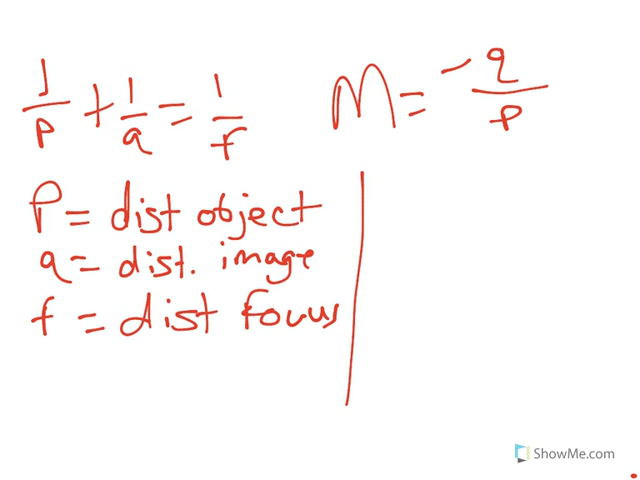 1/p + 1/q = 1/f
M = -q/p
P = dist object
q = dist. image
f = dist focus
ShowMe.com